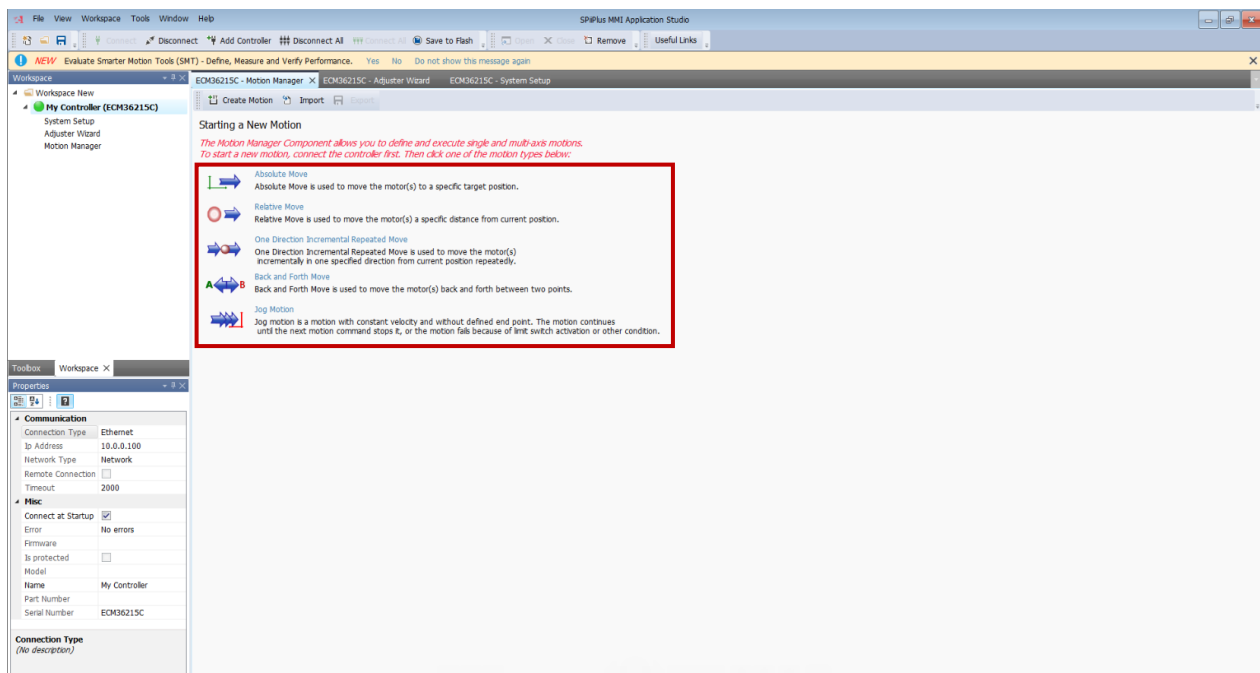 File View Workspace Tools Window Help
SPiiPlus MMI Application Studio
Connect Disconnect Add Controller Disconnect All Connect All Save to Flash Open Close Remove Useful Links
NEW Evaluate Smarter Motion Tools (SMT) - Define, Measure and Verify Performance. Yes No Do not show this message again
Workspace
ECM36215C - Motion Manager ECM36215C - Adjuster Wizard ECM36215C - System Setup
Workspace New
My Controller (ECM36215C)
System Setup
Adjuster Wizard
Motion Manager
Create Motion Import Export
Starting a New Motion
The Motion Manager Component allows you to define and execute single and multi-axis motions.
To start a new motion, connect the controller first. Then click one of the motion types below:
Absolute Move
Absolute Move is used to move the motor(s) to a specific target position.
Relative Move
Relative Move is used to move the motor(s) a specific distance from current position.
One Direction Incremental Repeated Move
One Direction Incremental Repeated Move is used to move the motor(s)
incrementally in one specified direction from current position repeatedly.
A B
Back and Forth Move
Back and Forth Move is used to move the motor(s) back and forth between two points.
Jog Motion
Jog motion is a motion with constant velocity and without defined end point. The motion continues
until the next motion command stops it, or the motion fails because of limit switch activation or other condition.
Toolbox Workspace
Properties
Communication
Connection Type Ethernet
Ip Address 10.0.0.100
Network Type Network
Remote Connection
Timeout 2000
Misc
Connect at Startup
Error No errors
Firmware
Is protected
Model
Name My Controller
Part Number
Serial Number ECM36215C
Connection Type
(No description)